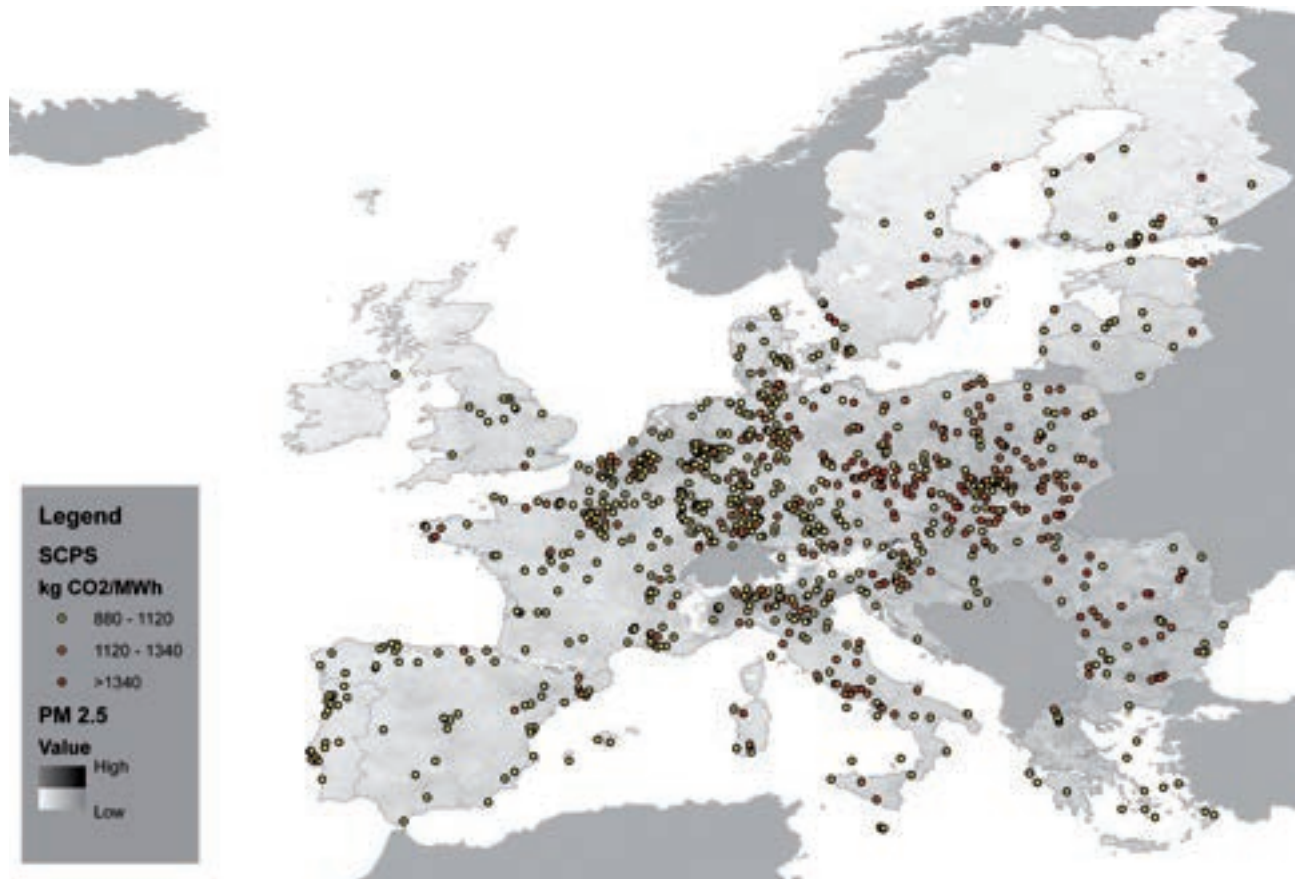 Legend
SCPS
kg CO2/MWh
880 - 1120
1120 - 1340
>1340
PM 2.5
Value
High
Low